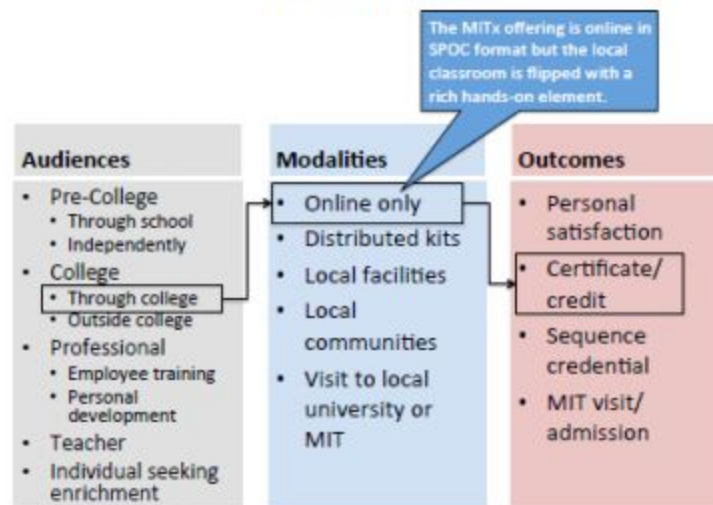 The MITx offering is online in
SPOC format but the local
classroom is flipped with a
rich hands-on element.
Audiences
• Pre-College
• Through school
• Independently
• College
• Through college
• Outside college
• Professional
• Employee training
• Personal
development
• Teacher
• Individual seeking
enrichment
Modalities
• Online only
• Distributed kits
• Local facilities
• Local
communities
• Visit to local
university or
MIT
Outcomes
• Personal
satisfaction
• Certificate/
credit
• Sequence
credential
• MIT visit/
admission